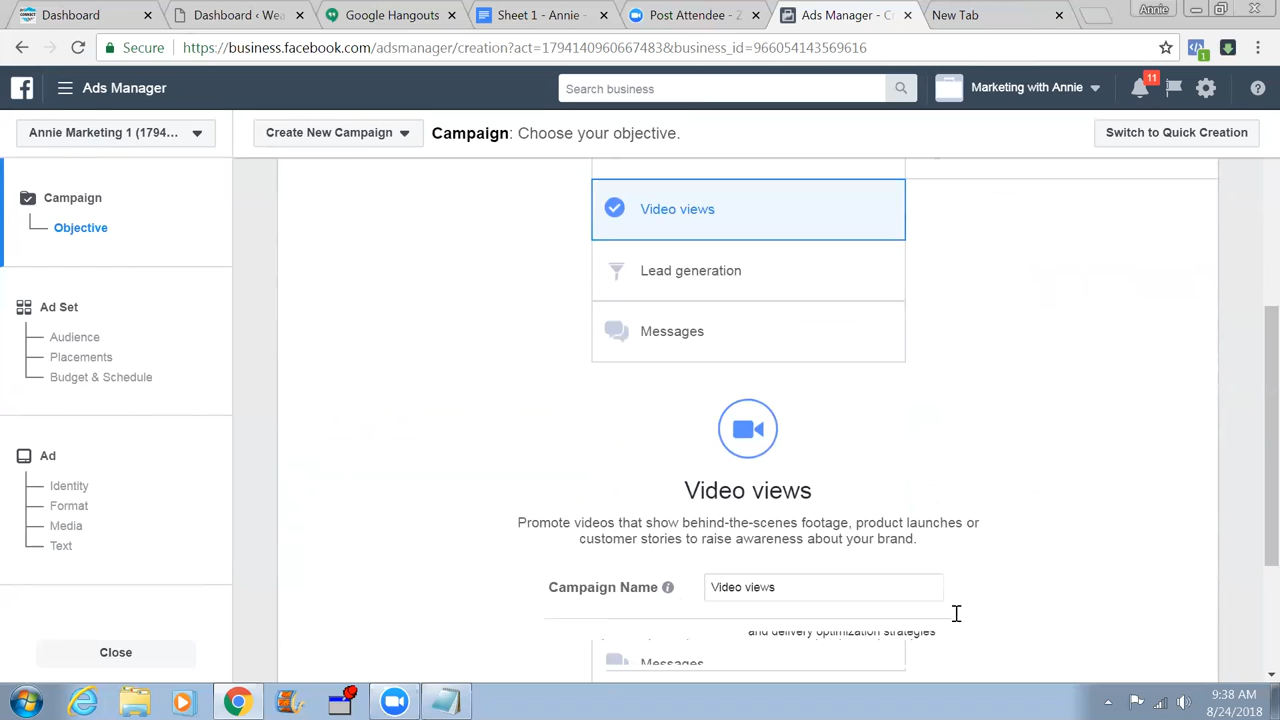 Dashboard
Dashboard ‹ Wea
Google Hangouts
Sheet 1 - Annie -
Post Attendee - Z
Ads Manager - Cr
New Tab
Annie
Secure
https://business.facebook.com/adsmanager/creation?act=1794140960667483&business_id=966054143569616
1
Ads Manager
Search business
Marketing with Annie
11
Annie Marketing 1 (1794...
Create New Campaign
Campaign: Choose your objective.
Switch to Quick Creation
Campaign
Objective
Ad Set
Audience
Placements
Budget & Schedule
Ad
Identity
Format
Media
Text
Close
Video views
Lead generation
Messages
Video views
Promote videos that show behind-the-scenes footage, product launches or
customer stories to raise awareness about your brand.
Campaign Name
Video views
and delivery optimization strategies
Messages
9:38 AM
8/24/2018